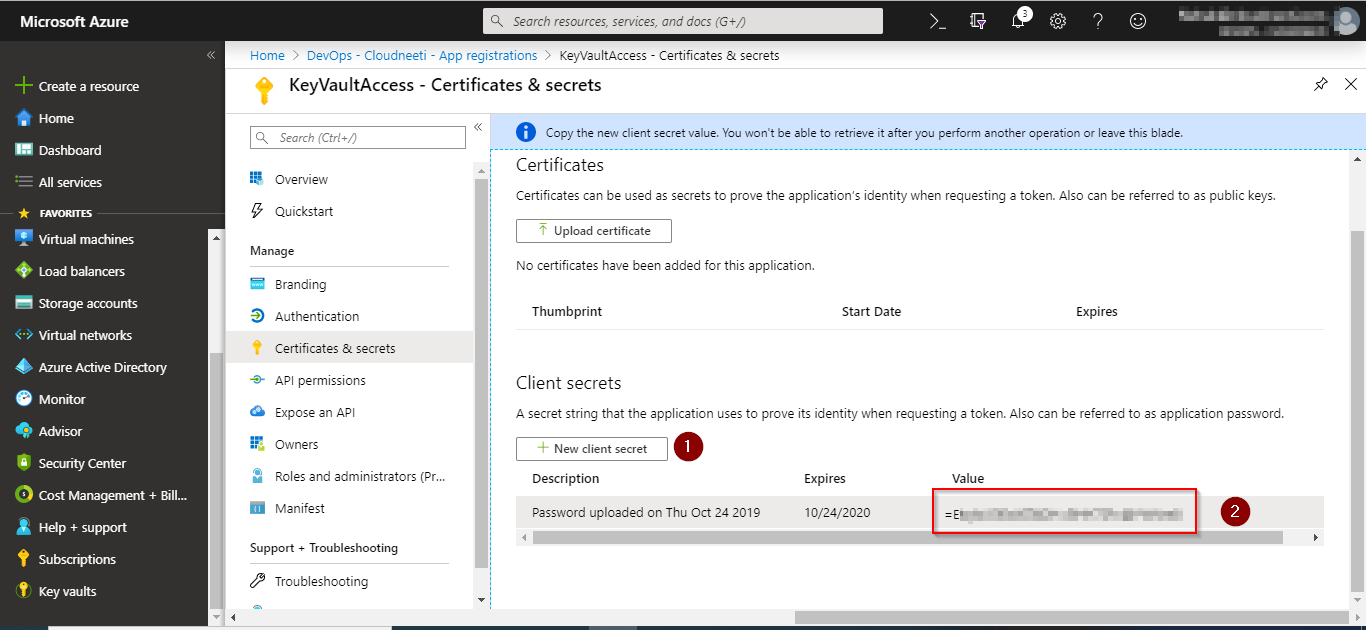 Microsoft Azure
Search resources, services, and docs (G+/)
3
Home > DevOps - Cloudneeti - App registrations > KeyVaultAccess - Certificates & secrets
KeyVaultAccess - Certificates & secrets
Create a resource
Home
Dashboard
All services
FAVORITES
Virtual machines
Load balancers
Storage accounts
Virtual networks
Azure Active Directory
Monitor
Advisor
Security Center
Cost Management + Bill...
Help + support
Subscriptions
Key vaults
Search (Ctrl+/)
Overview
Quickstart
Manage
Branding
Authentication
Certificates & secrets
API permissions
Expose an API
Owners
Roles and administrators (Pr...
Manifest
Support + Troubleshooting
Troubleshooting
Copy the new client secret value. You won't be able to retrieve it after you perform another operation or leave this blade.
Certificates
Certificates can be used as secrets to prove the application's identity when requesting a token. Also can be referred to as public keys.
Upload certificate
No certificates have been added for this application.
Thumbprint Start Date Expires
Client secrets
A secret string that the application uses to prove its identity when requesting a token. Also can be referred to as application password.
New client secret 1
Description Expires Value
Password uploaded on Thu Oct 24 2019 10/24/2020 2